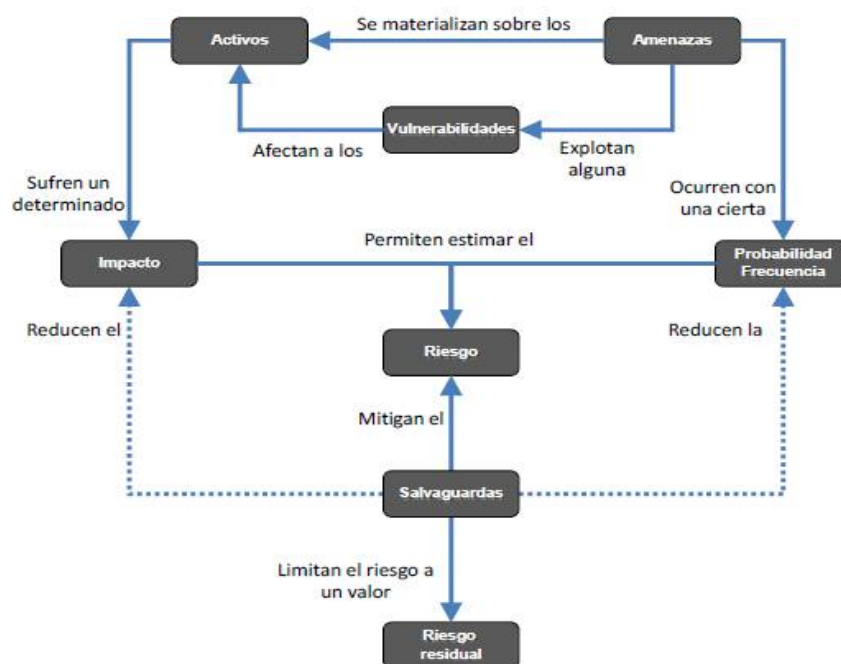 Se materializan sobre los
Activos
Amenazas
Vulnerabilidades
Afectan a los
Explotan
alguna
Sufren un
determinado
Ocurren con
una cierta
Permiten estimar el
Impacto
Probabilidad
Frecuencia
Reducen el
Reducen la
Riesgo
Mitigan el
Salvaguardas
Limitan el riesgo a
un valor
Riesgo
residual